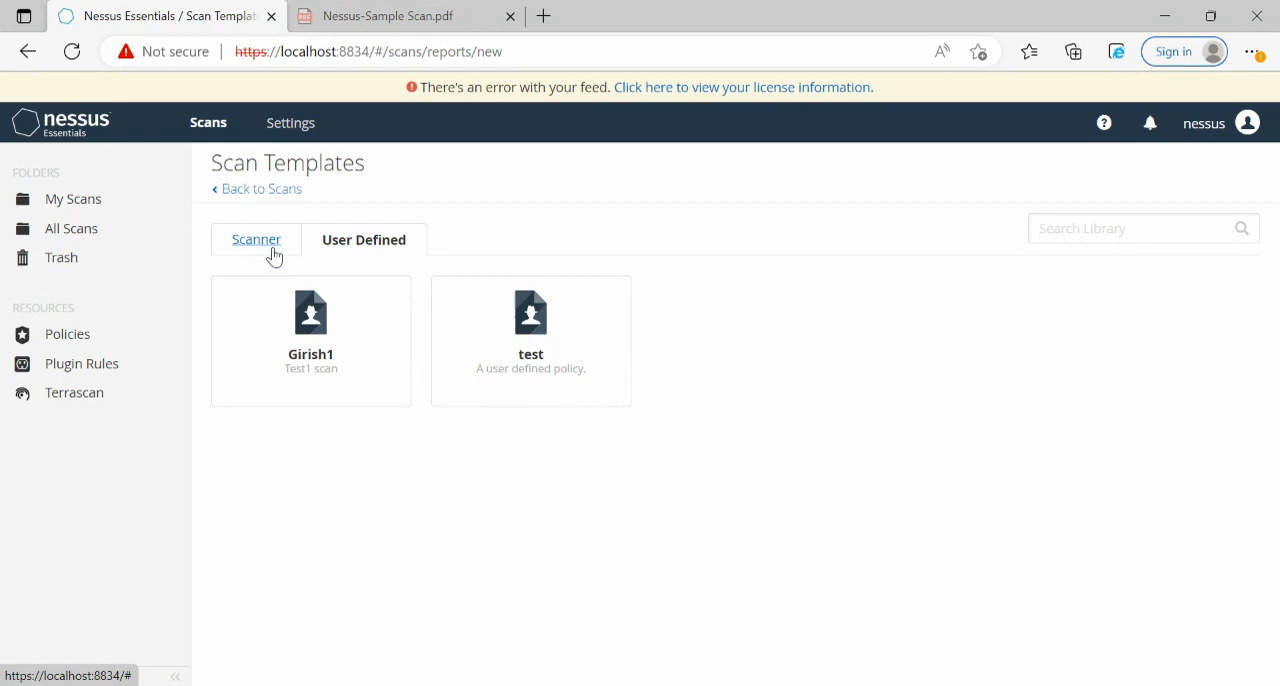 Nessus Essentials / Scan Templat
Nessus-Sample Scan.pdf
Not secure
https://localhost:8834/#/scans/reports/new
Sign in
There's an error with your feed. Click here to view your license information.
nessus
Essentials
Scans
Settings
nessus
FOLDERS
My Scans
All Scans
Trash
RESOURCES
Policies
Plugin Rules
Terrascan
Scan Templates
Back to Scans
Scanner
User Defined
Search Library
Girish1
Test1 scan
test
A user defined policy.
https://localhost:8834/#